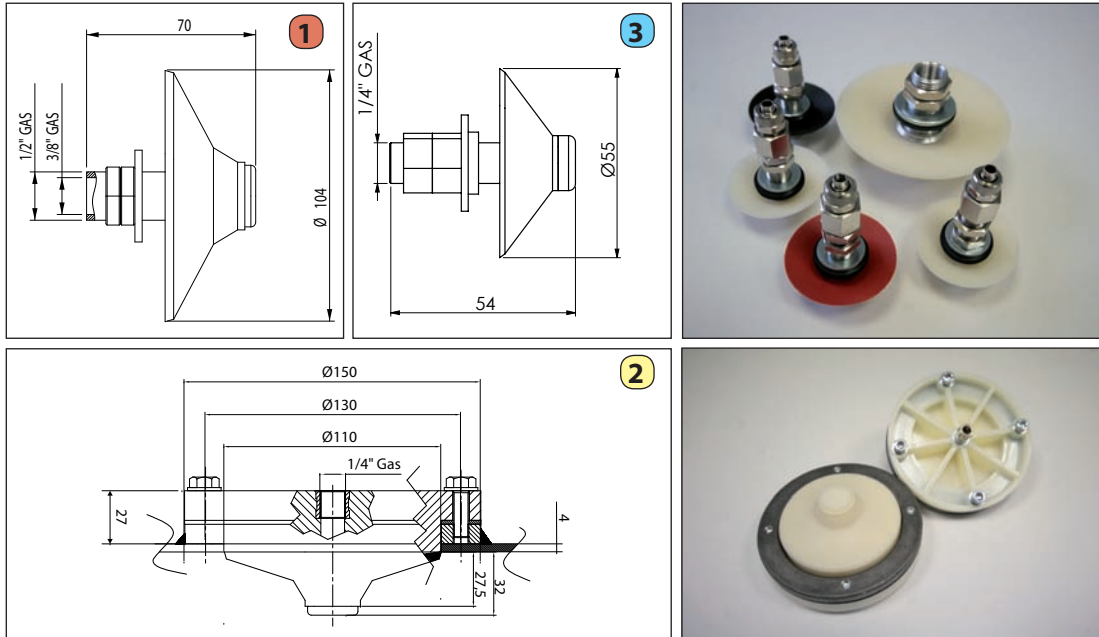 70
1
1/2" GAS
3/8" GAS
Ø 104
3
1/4" GAS
Ø55
54
2
Ø150
Ø130
Ø110
1/4" Gas
27
4
27.5
32